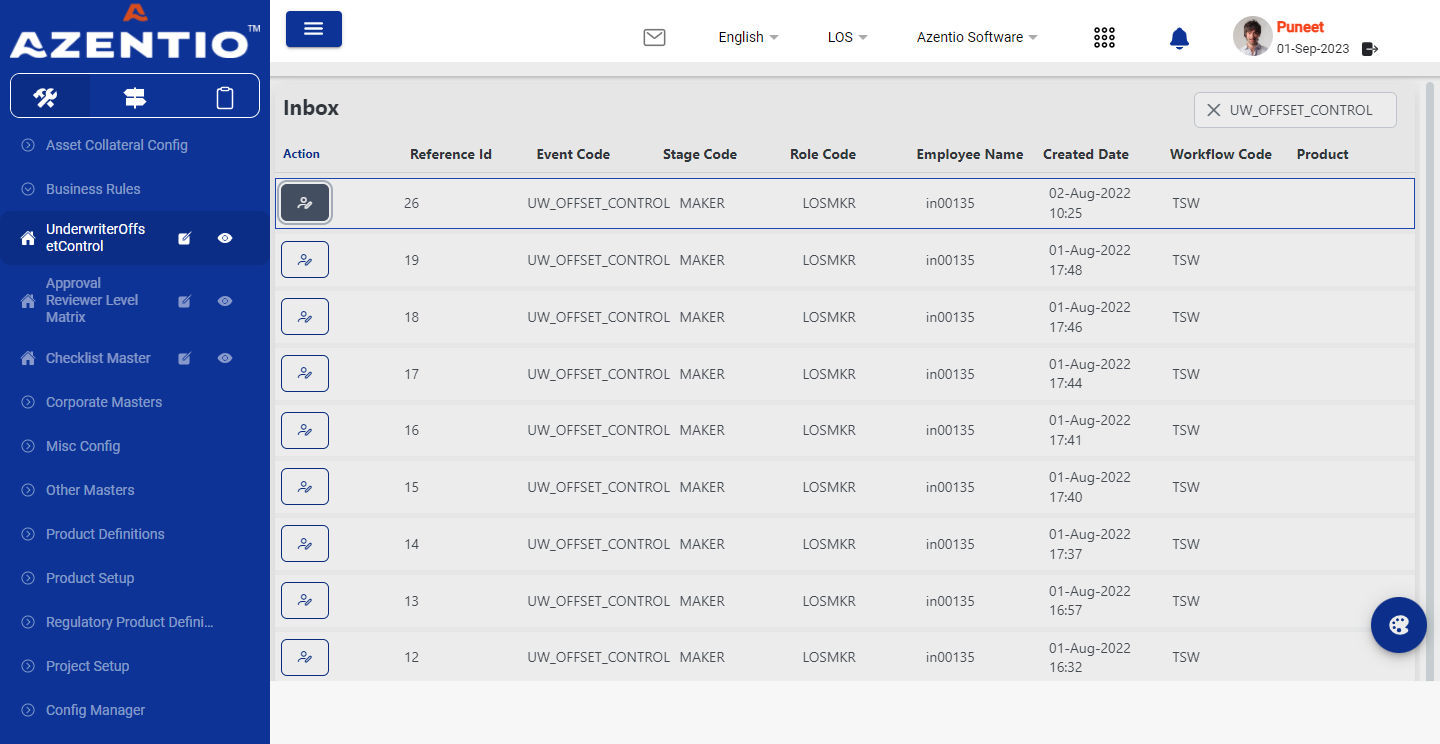 AZENTIO™
English
LOS
Azentio Software
Puneet
01-Sep-2023
Asset Collateral Config
Business Rules
UnderwriterOffs
etControl
Approval
Reviewer Level
Matrix
Checklist Master
Corporate Masters
Misc Config
Other Masters
Product Definitions
Product Setup
Regulatory Product Defini...
Project Setup
Config Manager
Inbox
UW_OFFSET_CONTROL
Action Reference Id Event Code Stage Code Role Code Employee Name Created Date Workflow Code Product
26 UW_OFFSET_CONTROL MAKER LOSMKR in00135 02-Aug-2022 TSW
10:25
19 UW_OFFSET_CONTROL MAKER LOSMKR in00135 01-Aug-2022 TSW
17:48
18 UW_OFFSET_CONTROL MAKER LOSMKR in00135 01-Aug-2022 TSW
17:46
17 UW_OFFSET_CONTROL MAKER LOSMKR in00135 01-Aug-2022 TSW
17:44
16 UW_OFFSET_CONTROL MAKER LOSMKR in00135 01-Aug-2022 TSW
17:41
15 UW_OFFSET_CONTROL MAKER LOSMKR in00135 01-Aug-2022 TSW
17:40
14 UW_OFFSET_CONTROL MAKER LOSMKR in00135 01-Aug-2022 TSW
17:37
13 UW_OFFSET_CONTROL MAKER LOSMKR in00135 01-Aug-2022 TSW
16:57
12 UW_OFFSET_CONTROL MAKER LOSMKR in00135 01-Aug-2022 TSW
16:32